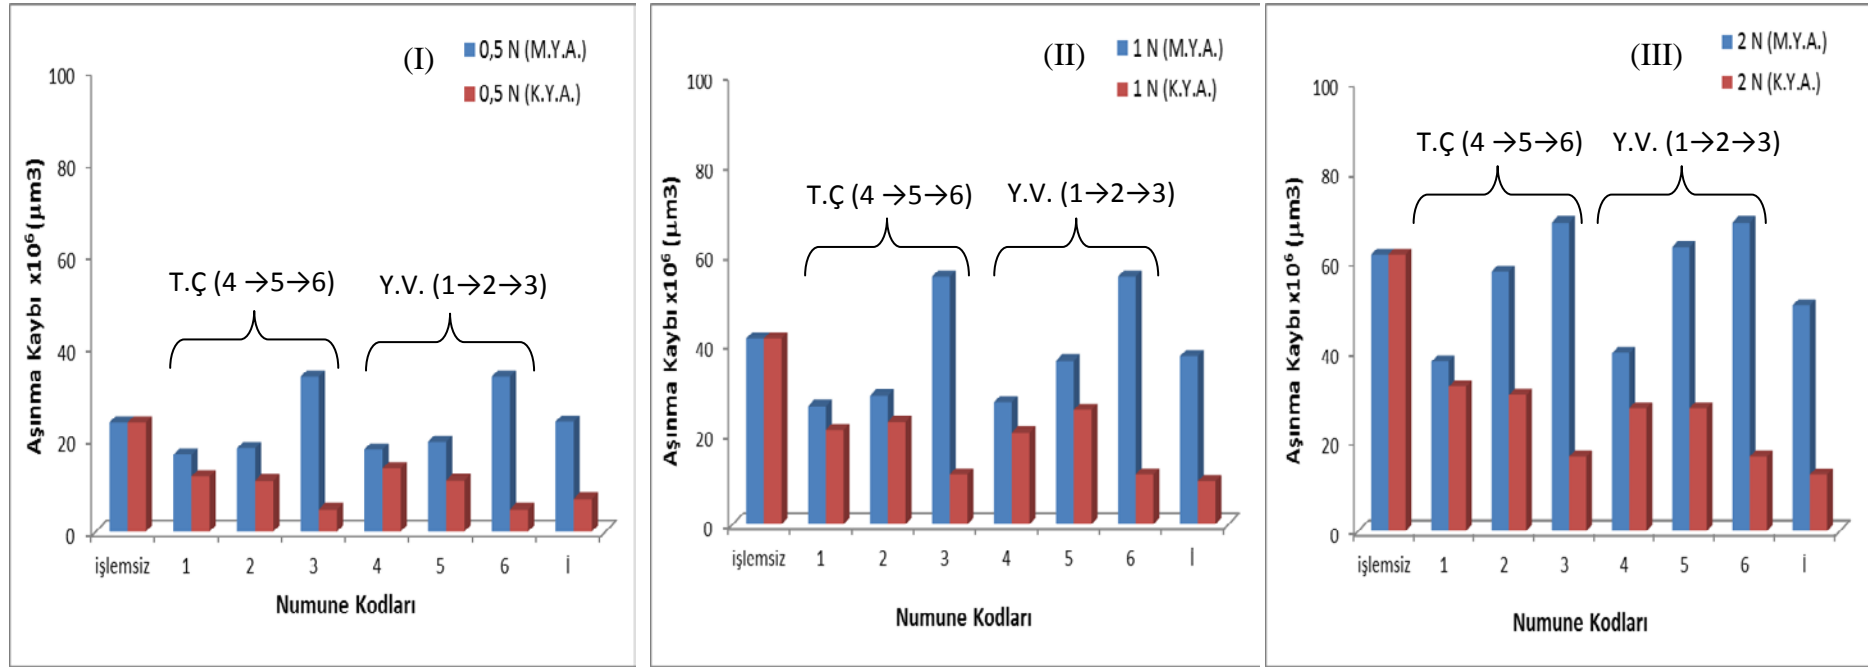 (I)
0,5 N (M.Y.A.)
0,5 N (K.Y.A.)
100
80
60
40
20
0
Aşınma Kaybı x10⁶ (µm3)
T.Ç (4 →5→6)
Y.V. (1→2→3)
işlemsiz 1 2 3 4 5 6 İ
Numune Kodları
(II)
1 N (M.Y.A.)
1 N (K.Y.A.)
100
80
60
40
20
0
Aşınma Kaybı x10⁶ (µm3)
T.Ç (4 →5→6)
Y.V. (1→2→3)
işlemsiz 1 2 3 4 5 6 İ
Numune Kodları
(III)
2 N (M.Y.A.)
2 N (K.Y.A.)
100
80
60
40
20
0
Aşınma Kaybı x10⁶ (µm3)
T.Ç (4 →5→6)
Y.V. (1→2→3)
işlemsiz 1 2 3 4 5 6 İ
Numune Kodları